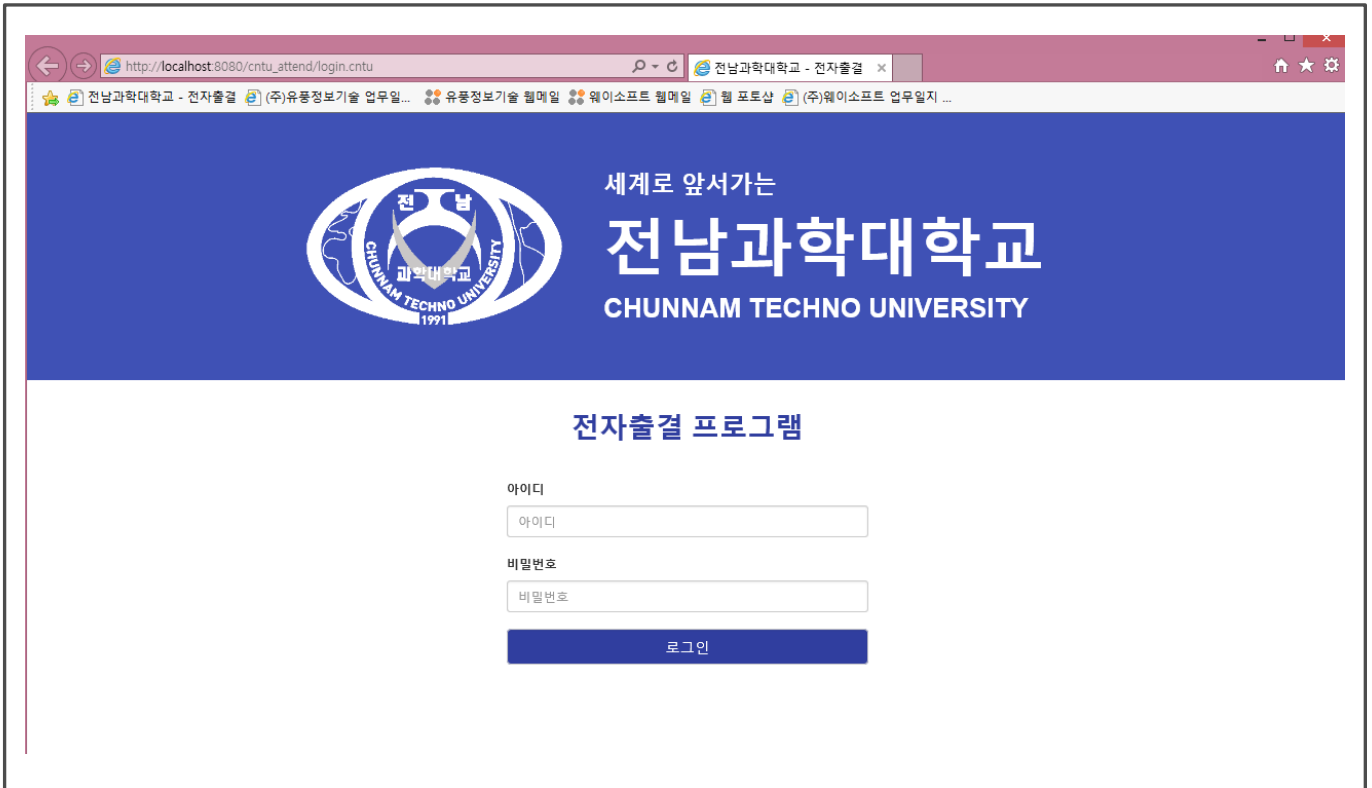 http://localhost:8080/cntu_attend/login.cntu
전남과학대학교 - 전자출결
전남과학대학교 - 전자출결 (주)유풍정보기술 업무일... 유풍정보기술 웹메일 웨이소프트 웹메일 웹 포토샵 (주)웨이소프트 업무일지 ...
전 남
과학대학교
CHUNNAM TECHNO UNIVERSITY
1991
세계로 앞서가는
전남과학대학교
CHUNNAM TECHNO UNIVERSITY
전자출결 프로그램
아이디
아이디
비밀번호
비밀번호
로그인